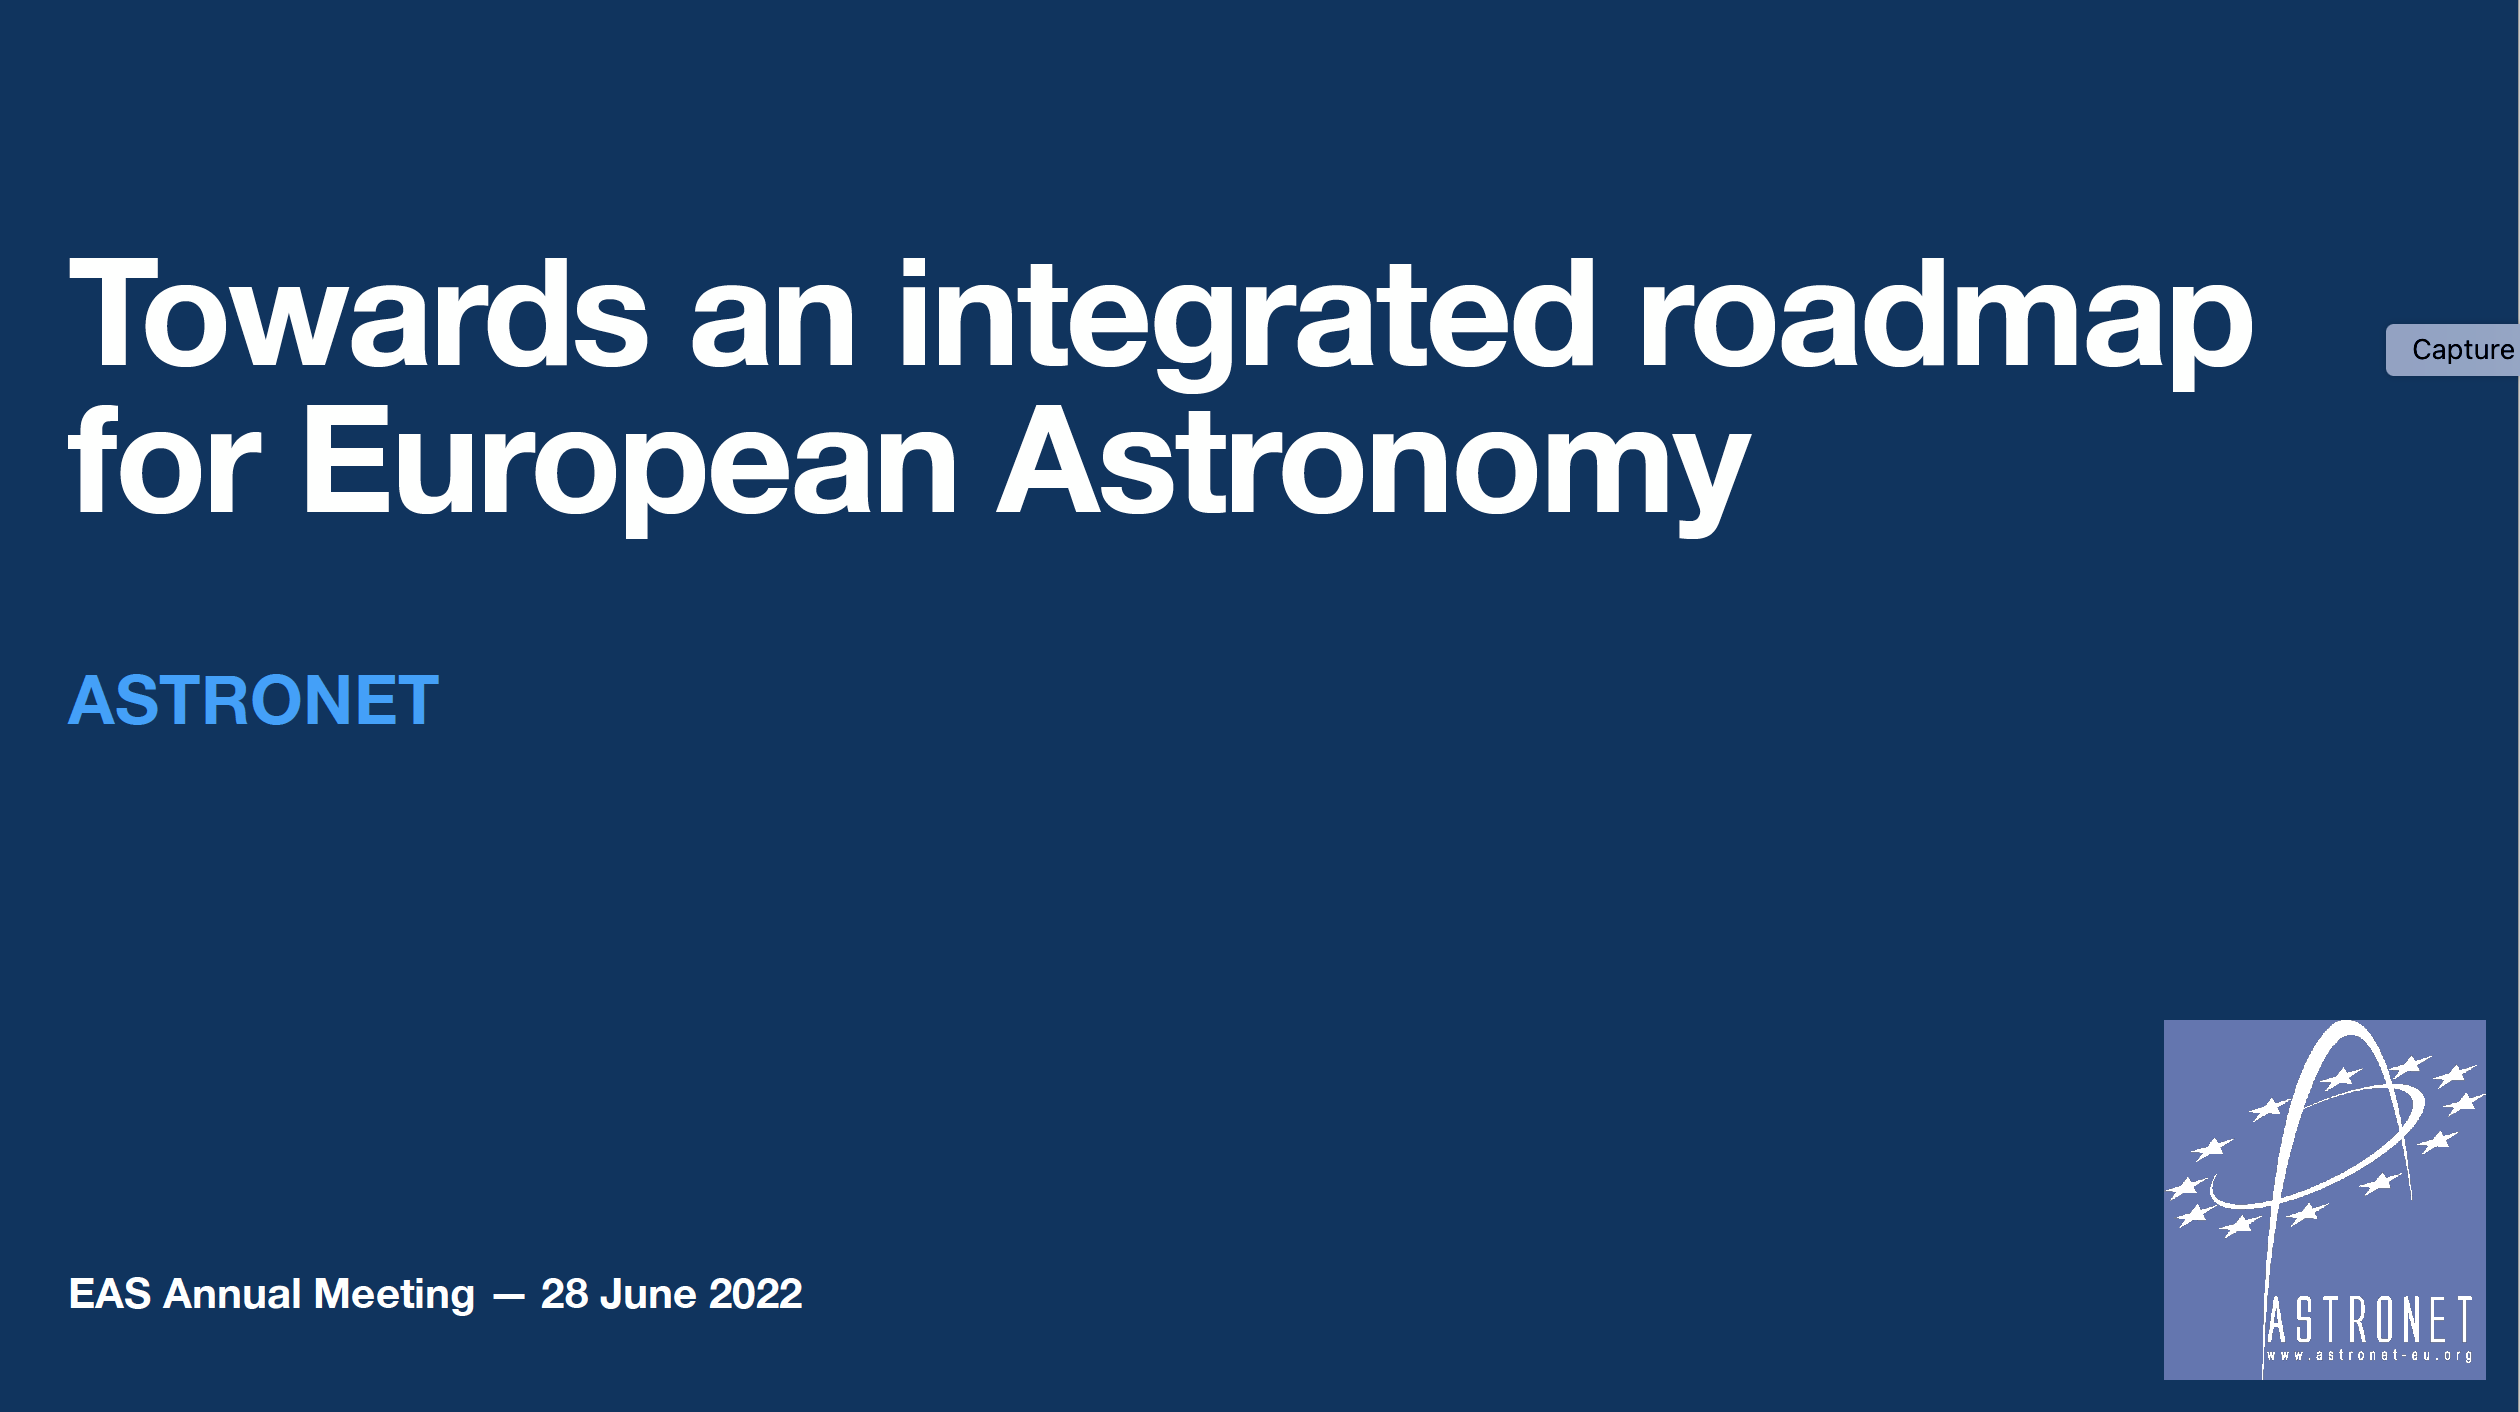 Towards an integrated roadmap
for European Astronomy
Capture
ASTRONET
EAS Annual Meeting — 28 June 2022
ASTRONET
www.astronet-eu.org